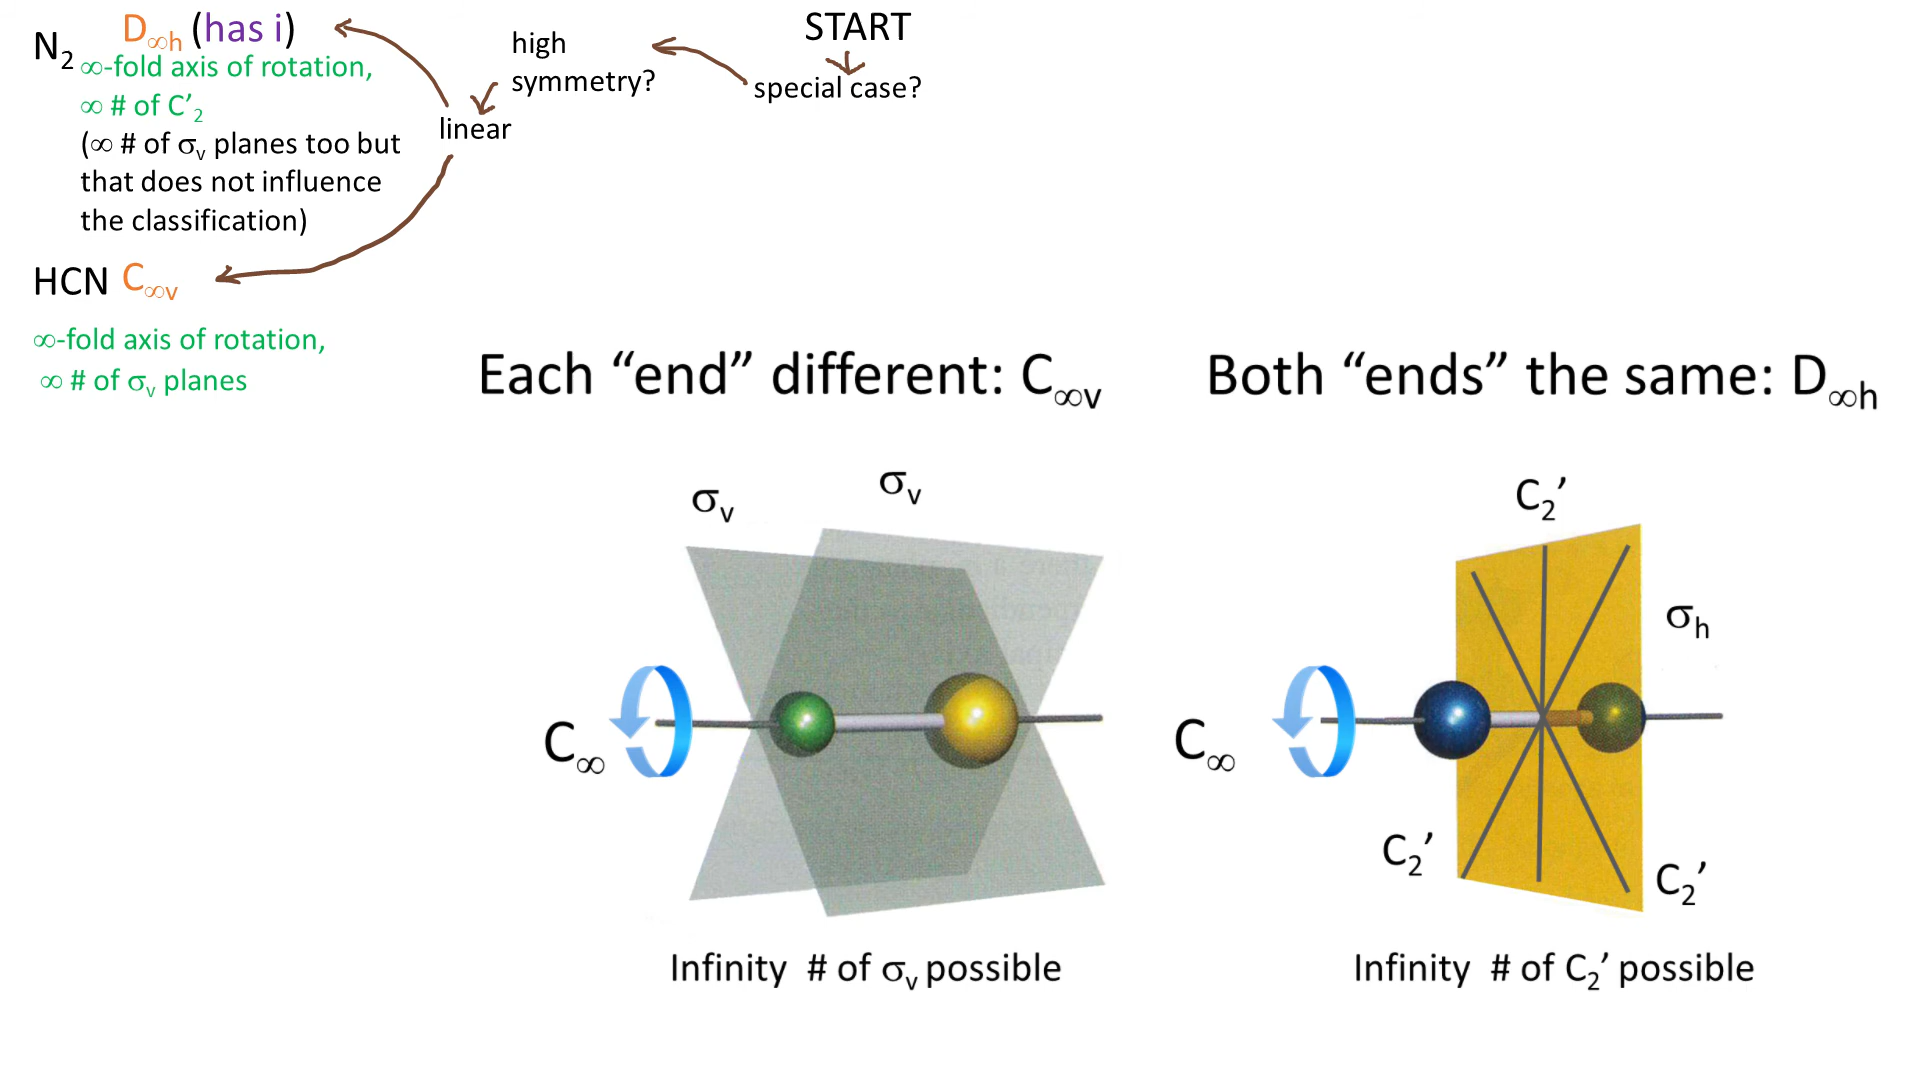 START
special case?
high
symmetry?
linear
N₂ D∞h (has i)
∞-fold axis of rotation,
∞ # of C’₂
(∞ # of σᵥ planes too but
that does not influence
the classification)
HCN C∞v
∞-fold axis of rotation,
∞ # of σᵥ planes
Each “end” different: C∞v
σᵥ
σᵥ
C∞
Infinity # of σᵥ possible
Both “ends” the same: D∞h
C₂’
σh
C∞
C₂’
C₂’
Infinity # of C₂’ possible